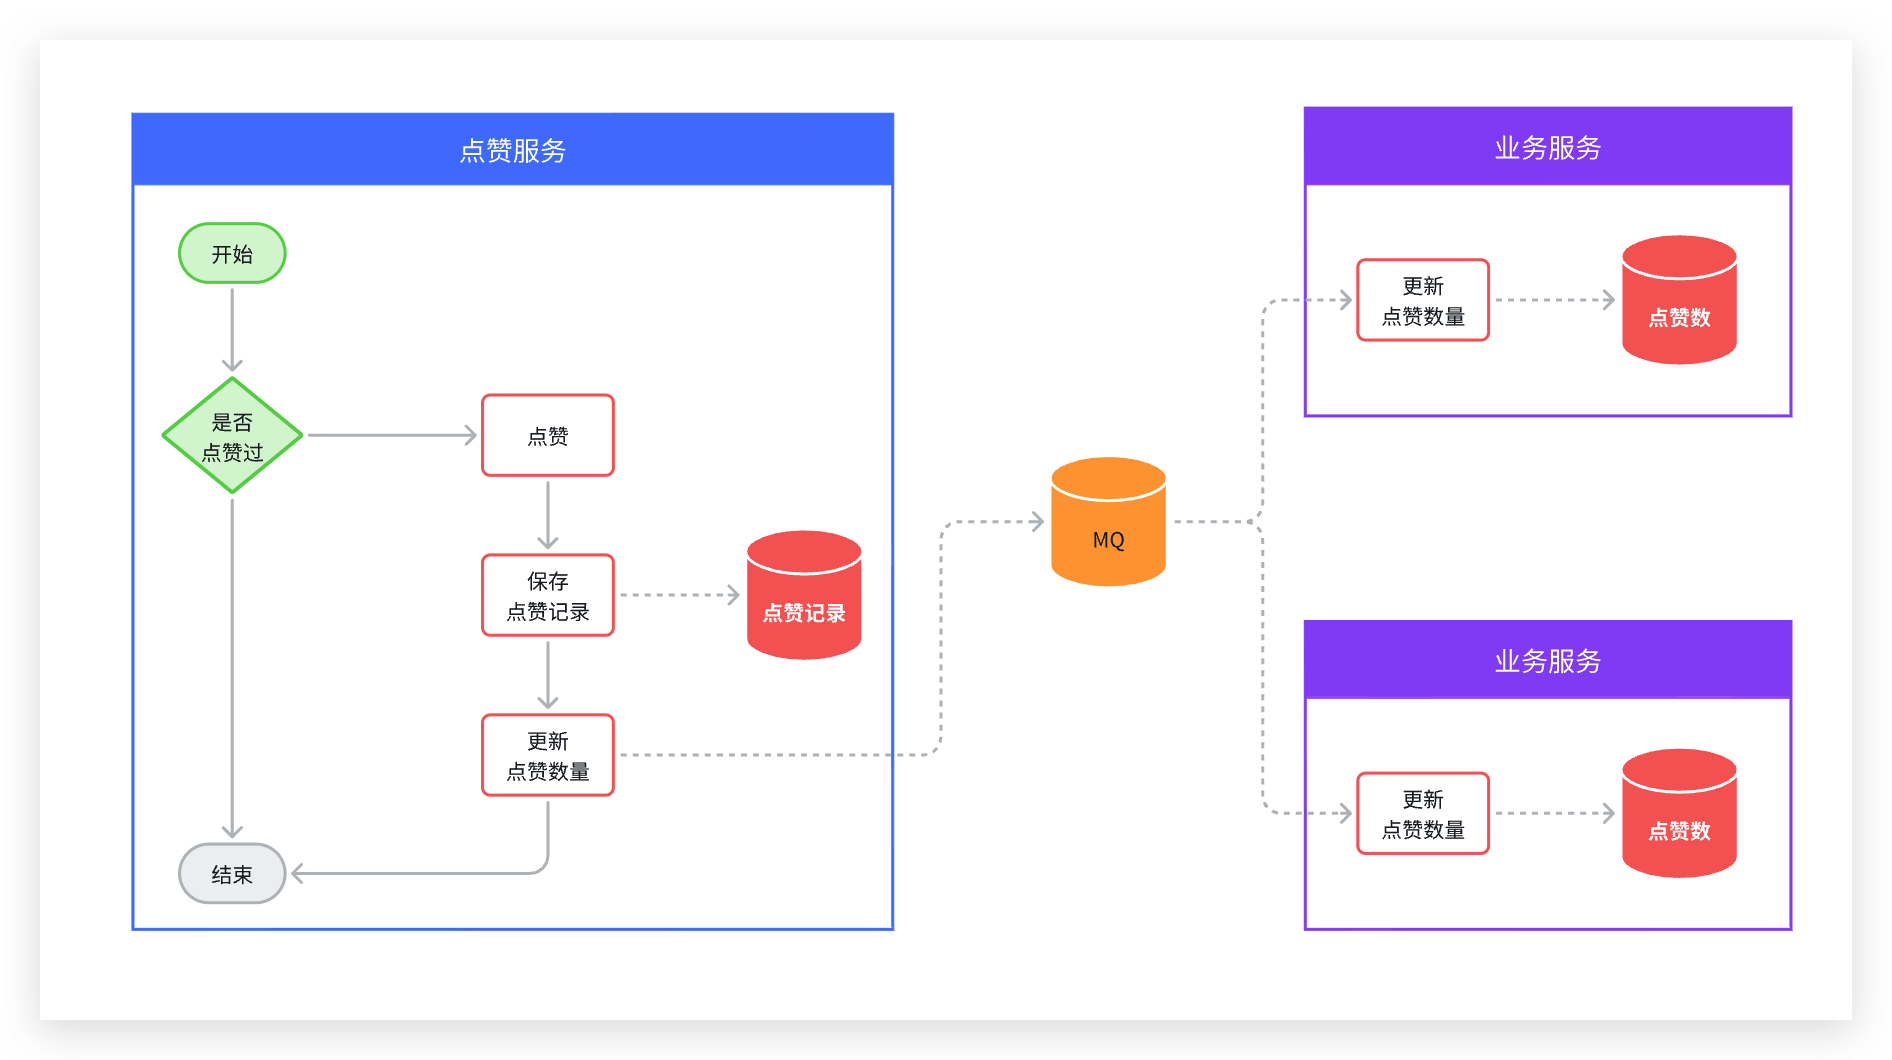 点赞服务
开始
是否
点赞过
点赞
保存
点赞记录
点赞记录
更新
点赞数量
结束
MQ
业务服务
更新
点赞数量
点赞数
业务服务
更新
点赞数量
点赞数